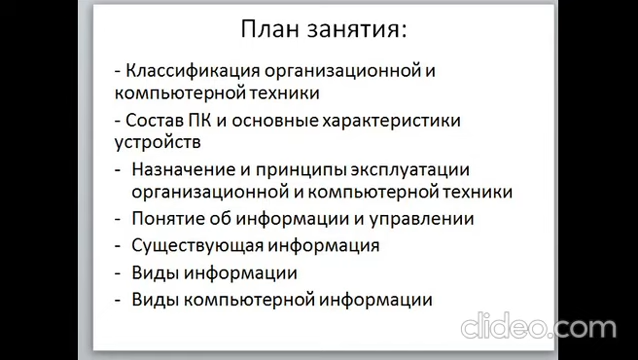 План занятия:
- Классификация организационной и
компьютерной техники
- Состав ПК и основные характеристики
устройств
- Назначение и принципы эксплуатации
организационной и компьютерной техники
- Понятие об информации и управлении
- Существующая информация
- Виды информации
- Виды компьютерной информации
clideo.com